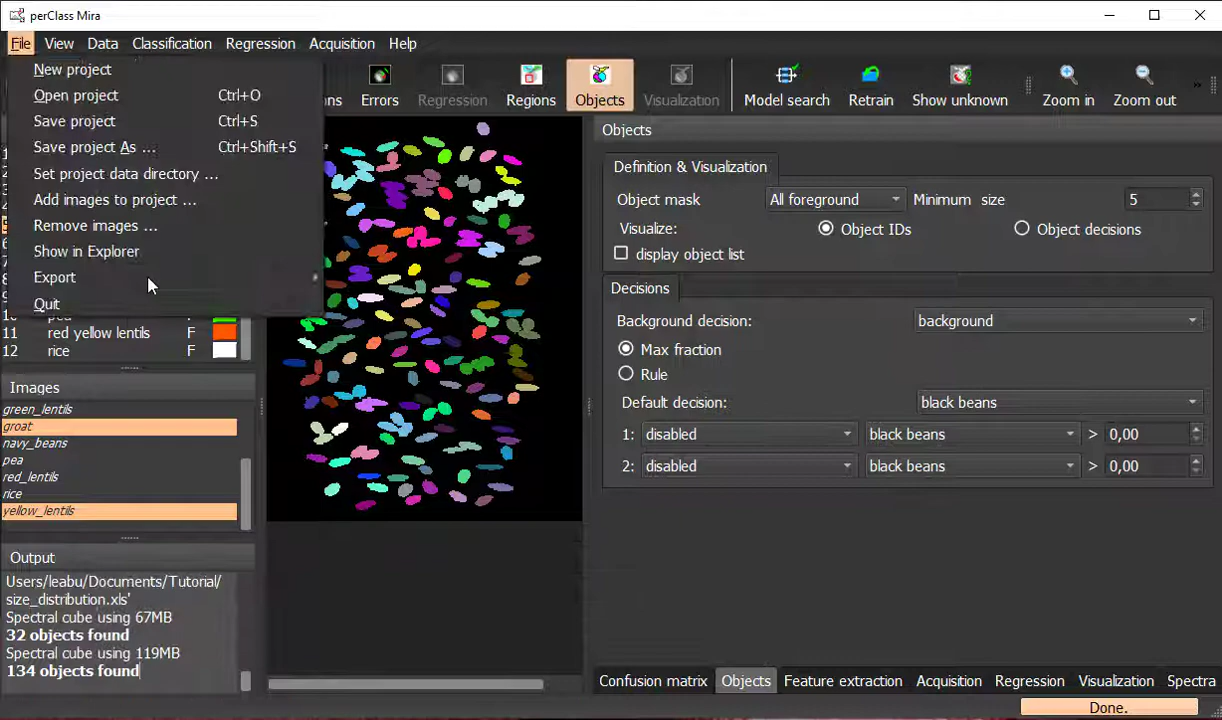 perClass Mira
File View Data Classification Regression Acquisition Help
New project
Open project Ctrl+O
Save project Ctrl+S
Save project As ... Ctrl+Shift+S
Set project data directory ...
Add images to project ...
Remove images ...
Show in Explorer
Export
Quit
Errors Regression Regions Objects Visualization Model search Retrain Show unknown Zoom in Zoom out
11 red yellow lentils F
12 rice F
Images
green_lentils
groat
navy_beans
pea
red_lentils
rice
yellow_lentils
Output
Users/leabu/Documents/Tutorial/
size_distribution.xls'
Spectral cube using 67MB
32 objects found
Spectral cube using 119MB
134 objects found
Objects
Definition & Visualization
Object mask All foreground Minimum size 5
Visualize: Object IDs Object decisions
display object list
Decisions
Background decision: background
Max fraction
Rule
Default decision: black beans
1: disabled black beans > 0,00
2: disabled black beans > 0,00
Confusion matrix Objects Feature extraction Acquisition Regression Visualization Spectra
Done.